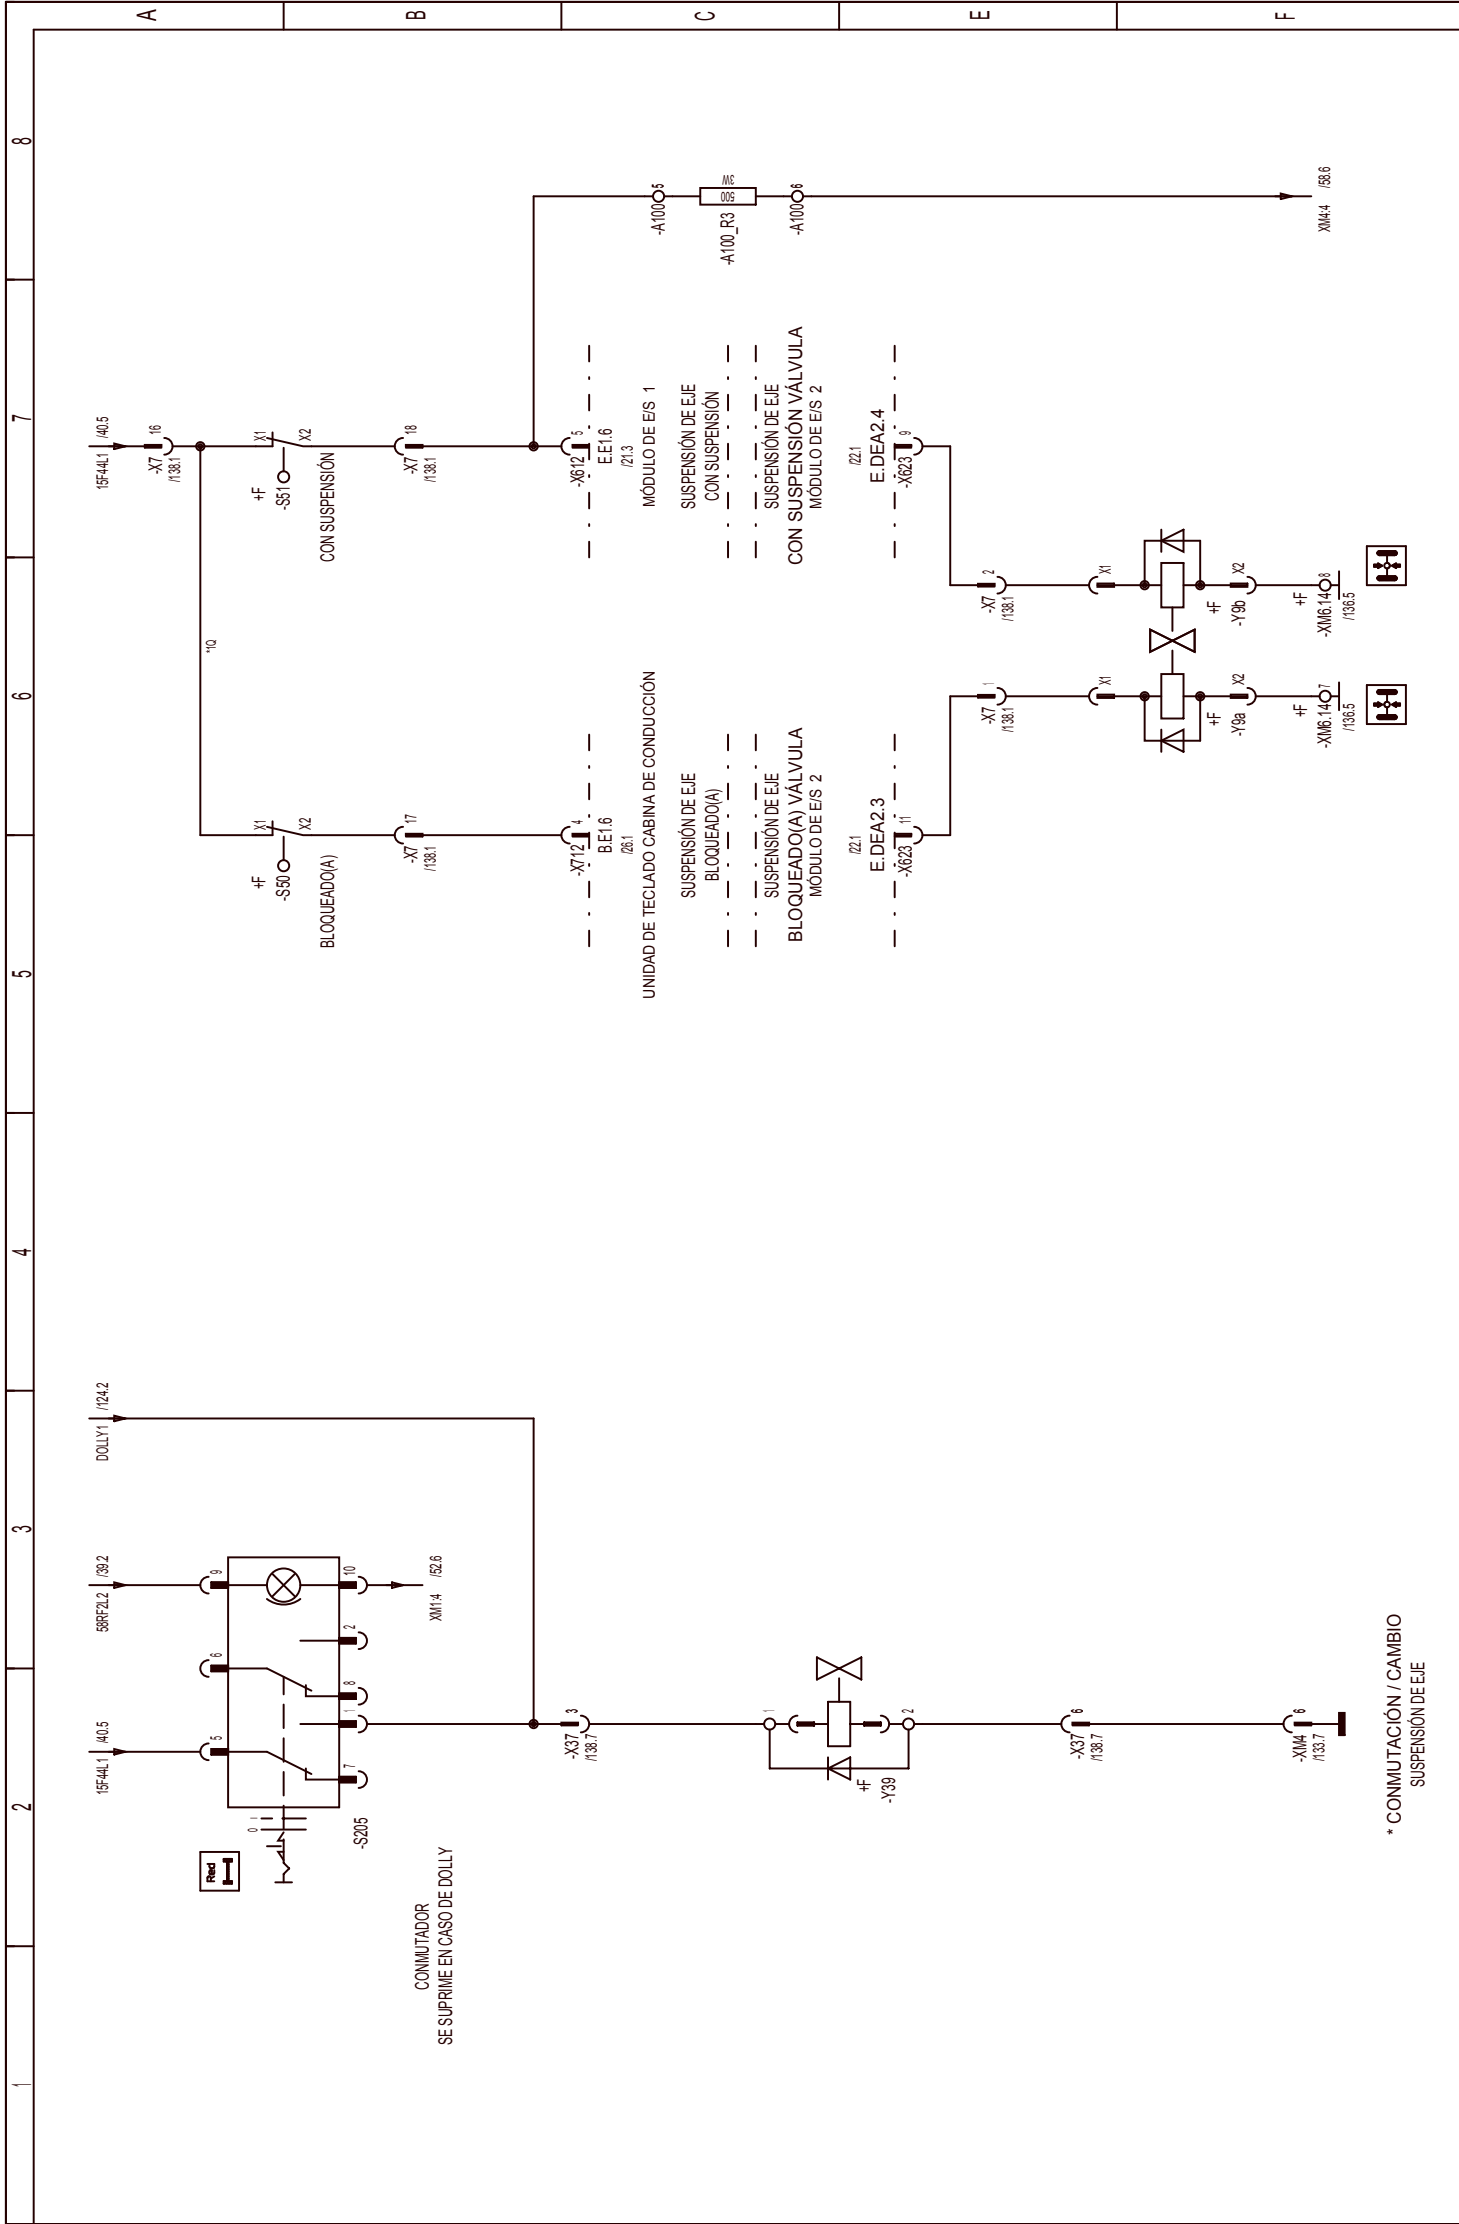 1
2
3
4
5
6
7
8
A
B
C
E
F
Red
0
1
15F44L1
/40.5
5
6
58RF2L2
/39.2
9
DOLLY1
/124.2
7
1
8
2
10
-S205
XM1:4
/52.6
CONMUTADOR
SE SUPRIME EN CASO DE DOLLY
-X37
3
/138.7
1
2
+F
-Y39
-X37
6
/138.7
-XM4
6
/133.7
* CONMUTACIÓN / CAMBIO
SUSPENSIÓN DE EJE
15F44L1
/40.5
-X7
16
/138.1
*1Q
+F
-S50
X1
X2
BLOQUEADO(A)
+F
-S51
X1
X2
CON SUSPENSIÓN
-X7
17
/138.1
-X7
18
/138.1
-X712
4
B.E1.6
/26.1
UNIDAD DE TECLADO CABINA DE CONDUCCIÓN
SUSPENSIÓN DE EJE
BLOQUEADO(A)
SUSPENSIÓN DE EJE
BLOQUEADO(A) VÁLVULA
MÓDULO DE E/S 2
/22.1
E.DEA2.3
-X623
11
-X612
5
E.E1.6
/21.3
MÓDULO DE E/S 1
SUSPENSIÓN DE EJE
CON SUSPENSIÓN
SUSPENSIÓN DE EJE
CON SUSPENSIÓN VÁLVULA
MÓDULO DE E/S 2
/22.1
E.DEA2.4
-X623
9
-A100
5
-A100_R3
500
3W
-A100
6
XM4:4
/58.6
-X7
1
/138.1
-X7
2
/138.1
X1
X1
+F
-Y9a
X2
+F
-Y9b
X2
+F
-XM6.14
7
/136.5
+F
-XM6.14
8
/136.5